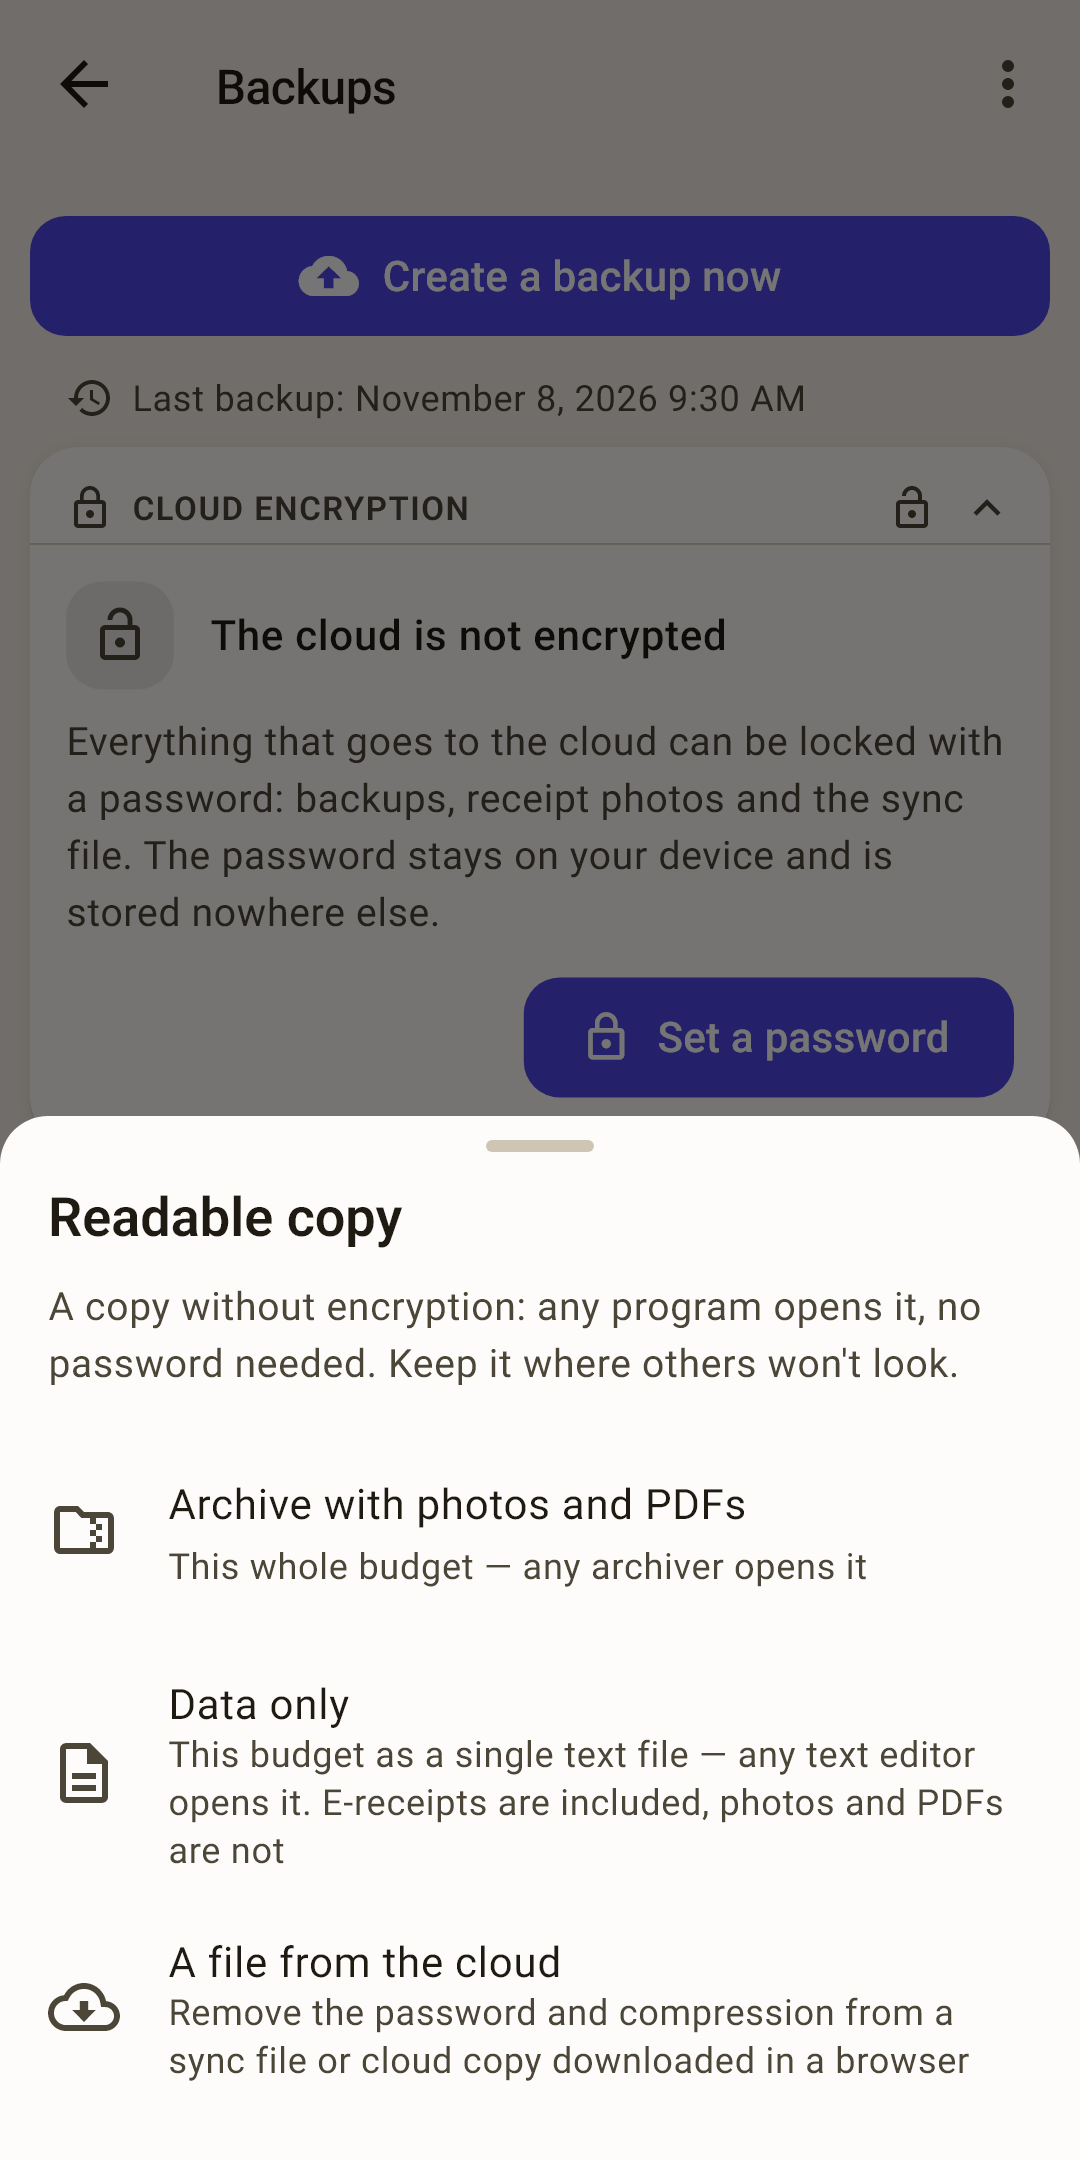 Backups
Create a backup now
Last backup: November 8, 2026 9:30 AM
CLOUD ENCRYPTION
The cloud is not encrypted
Everything that goes to the cloud can be locked with
a password: backups, receipt photos and the sync
file. The password stays on your device and is
stored nowhere else.
Set a password
Readable copy
A copy without encryption: any program opens it, no
password needed. Keep it where others won't look.
Archive with photos and PDFs
This whole budget — any archiver opens it
Data only
This budget as a single text file — any text editor
opens it. E-receipts are included, photos and PDFs
are not
A file from the cloud
Remove the password and compression from a
sync file or cloud copy downloaded in a browser